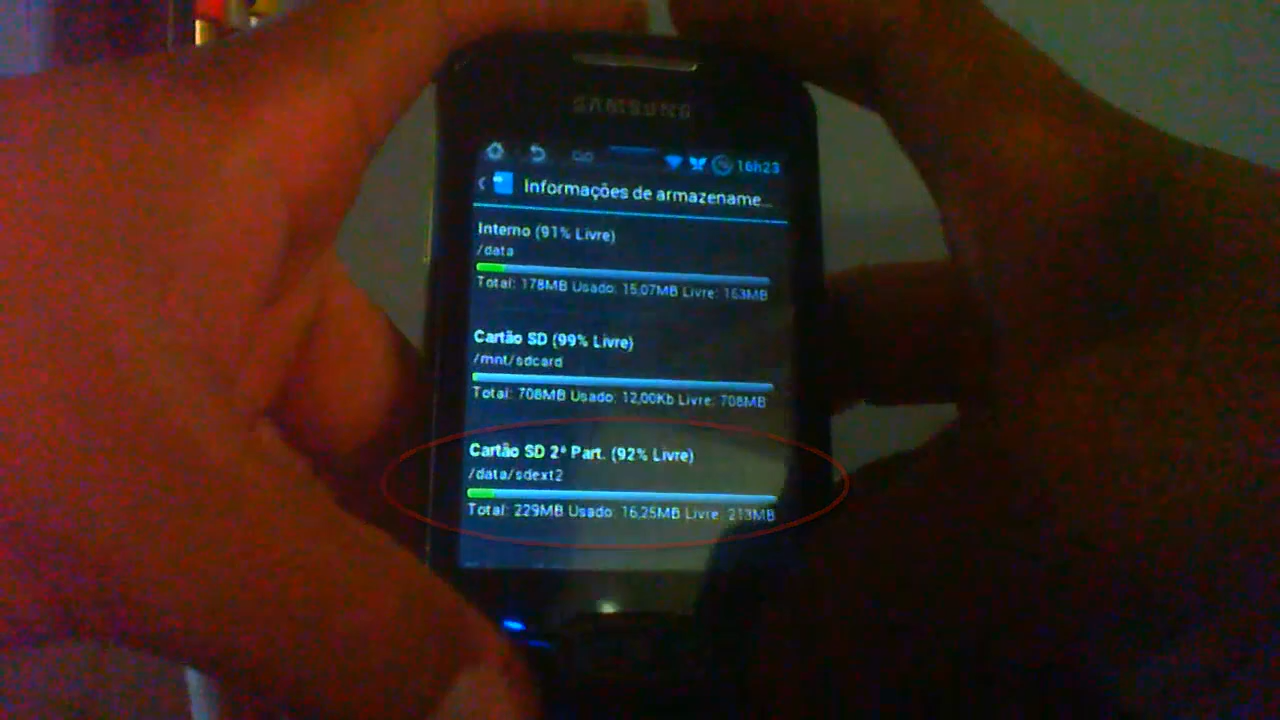 SAMSUNG
16h23
Informações de armazename...
Interno (91% Livre)
/data
Total: 178MB Usado: 15,07MB Livre: 163MB
Cartão SD (99% Livre)
/mnt/sdcard
Total: 708MB Usado: 12,00Kb Livre: 708MB
Cartão SD 2ª Part. (92% Livre)
/data/sdext2
Total: 229MB Usado: 16,25MB Livre: 213MB